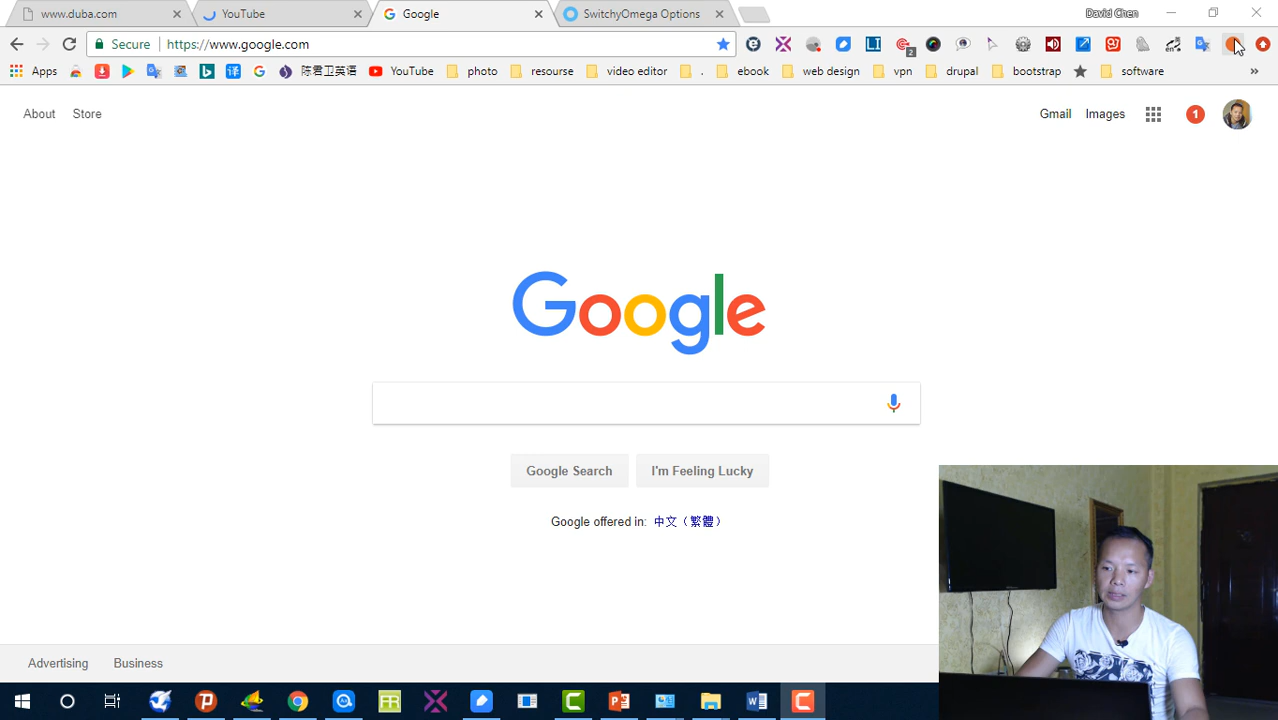 www.duba.com
YouTube
Google
SwitchyOmega Options
David Chen
Secure
https://www.google.com
2
Apps
陈君卫英语
YouTube
photo
resourse
video editor
.
ebook
web design
vpn
drupal
bootstrap
software
»
About
Store
Gmail
Images
1
Google
Google Search
I'm Feeling Lucky
Google offered in: 中文（繁體）
Advertising
Business